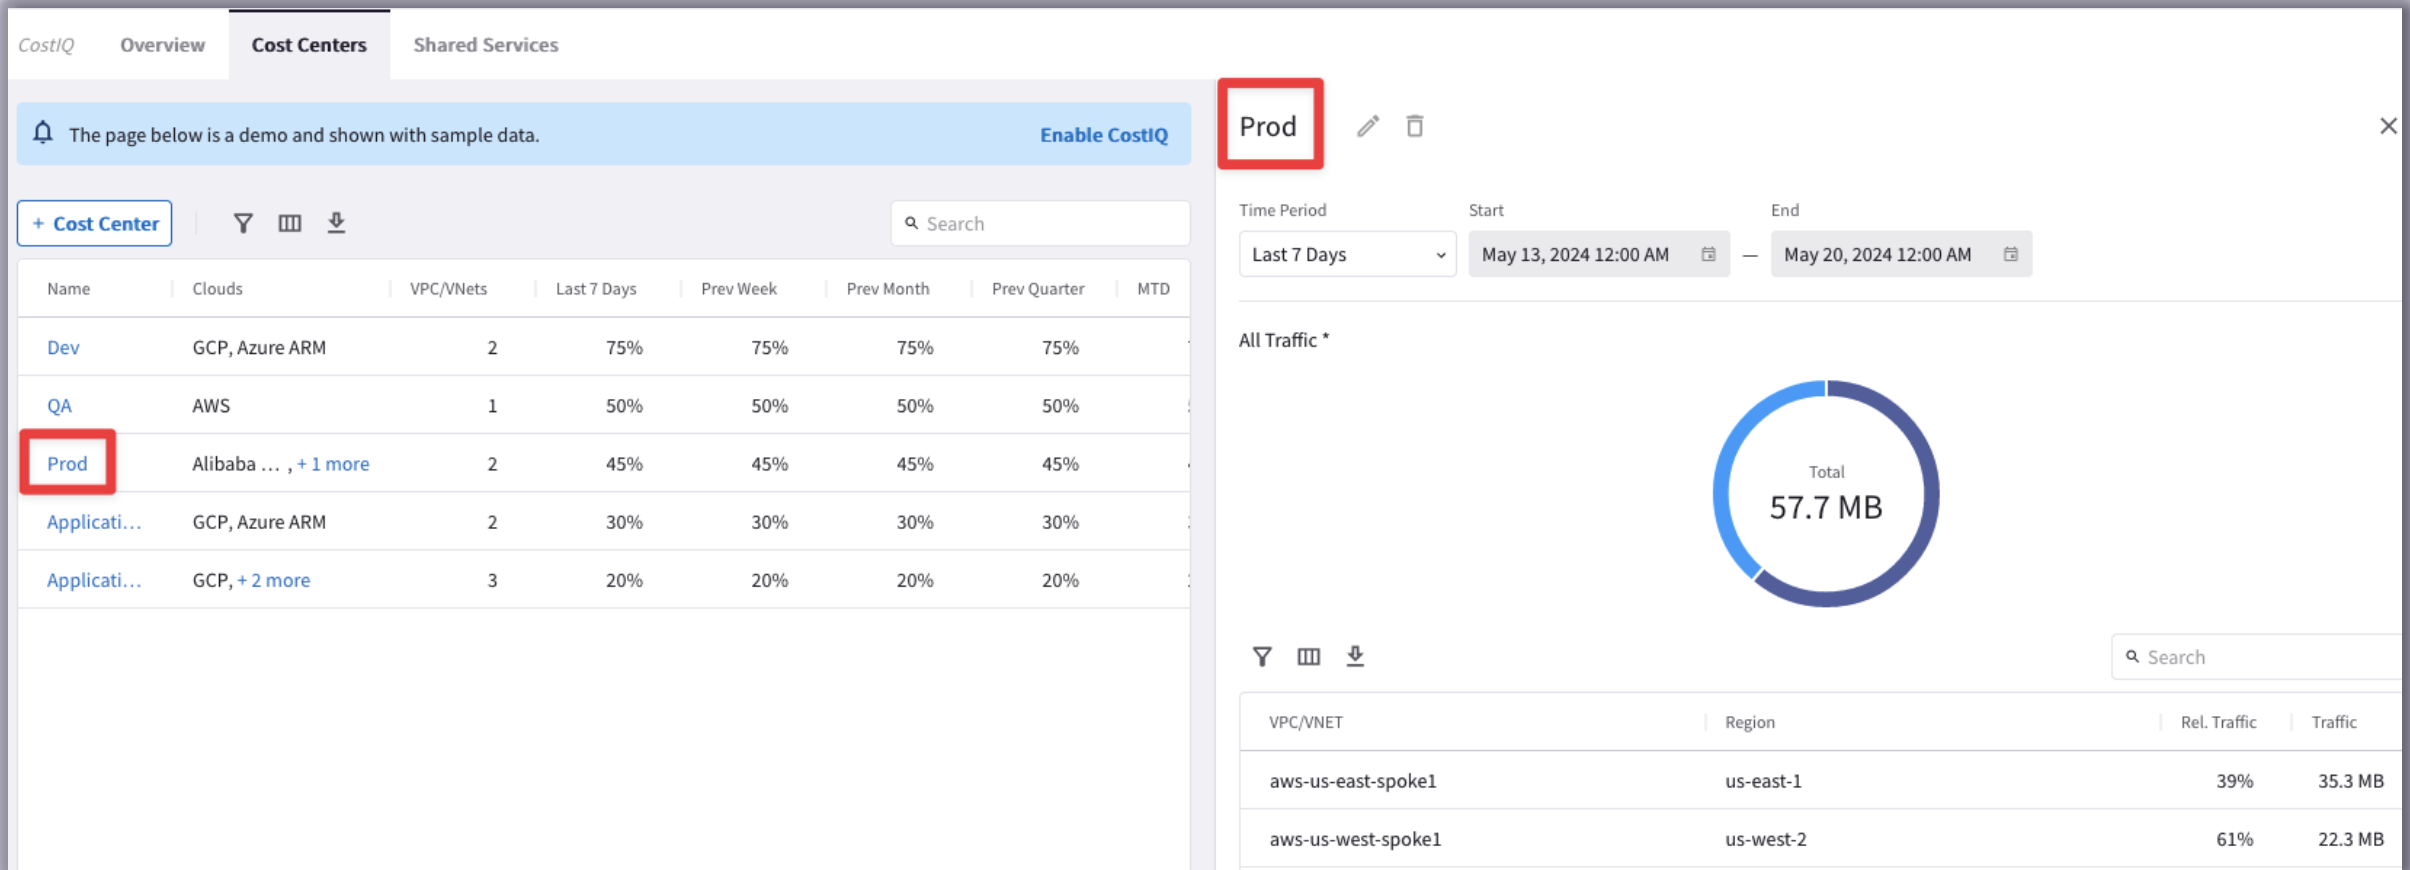 CostIQ Overview Cost Centers Shared Services
The page below is a demo and shown with sample data. Enable CostIQ
+ Cost Center Search
Name Clouds VPC/VNets Last 7 Days Prev Week Prev Month Prev Quarter MTD
Dev GCP, Azure ARM 2 75% 75% 75% 75%
QA AWS 1 50% 50% 50% 50%
Prod Alibaba ... , + 1 more 2 45% 45% 45% 45%
Applicati... GCP, Azure ARM 2 30% 30% 30% 30%
Applicati... GCP, + 2 more 3 20% 20% 20% 20%
Prod
Time Period Start End
Last 7 Days May 13, 2024 12:00 AM — May 20, 2024 12:00 AM
All Traffic *
Total
57.7 MB
Search
VPC/VNET Region Rel. Traffic Traffic
aws-us-east-spoke1 us-east-1 39% 35.3 MB
aws-us-west-spoke1 us-west-2 61% 22.3 MB